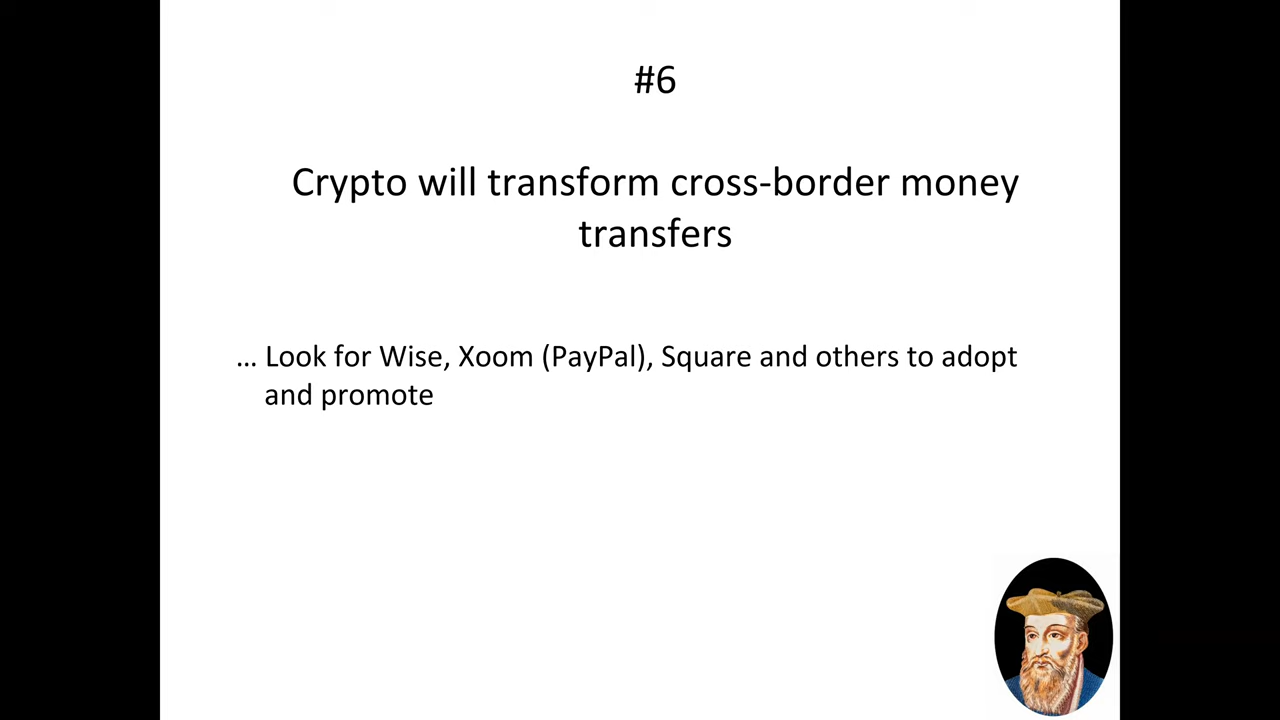 #6
Crypto will transform cross-border money
transfers
... Look for Wise, Xoom (PayPal), Square and others to adopt
and promote